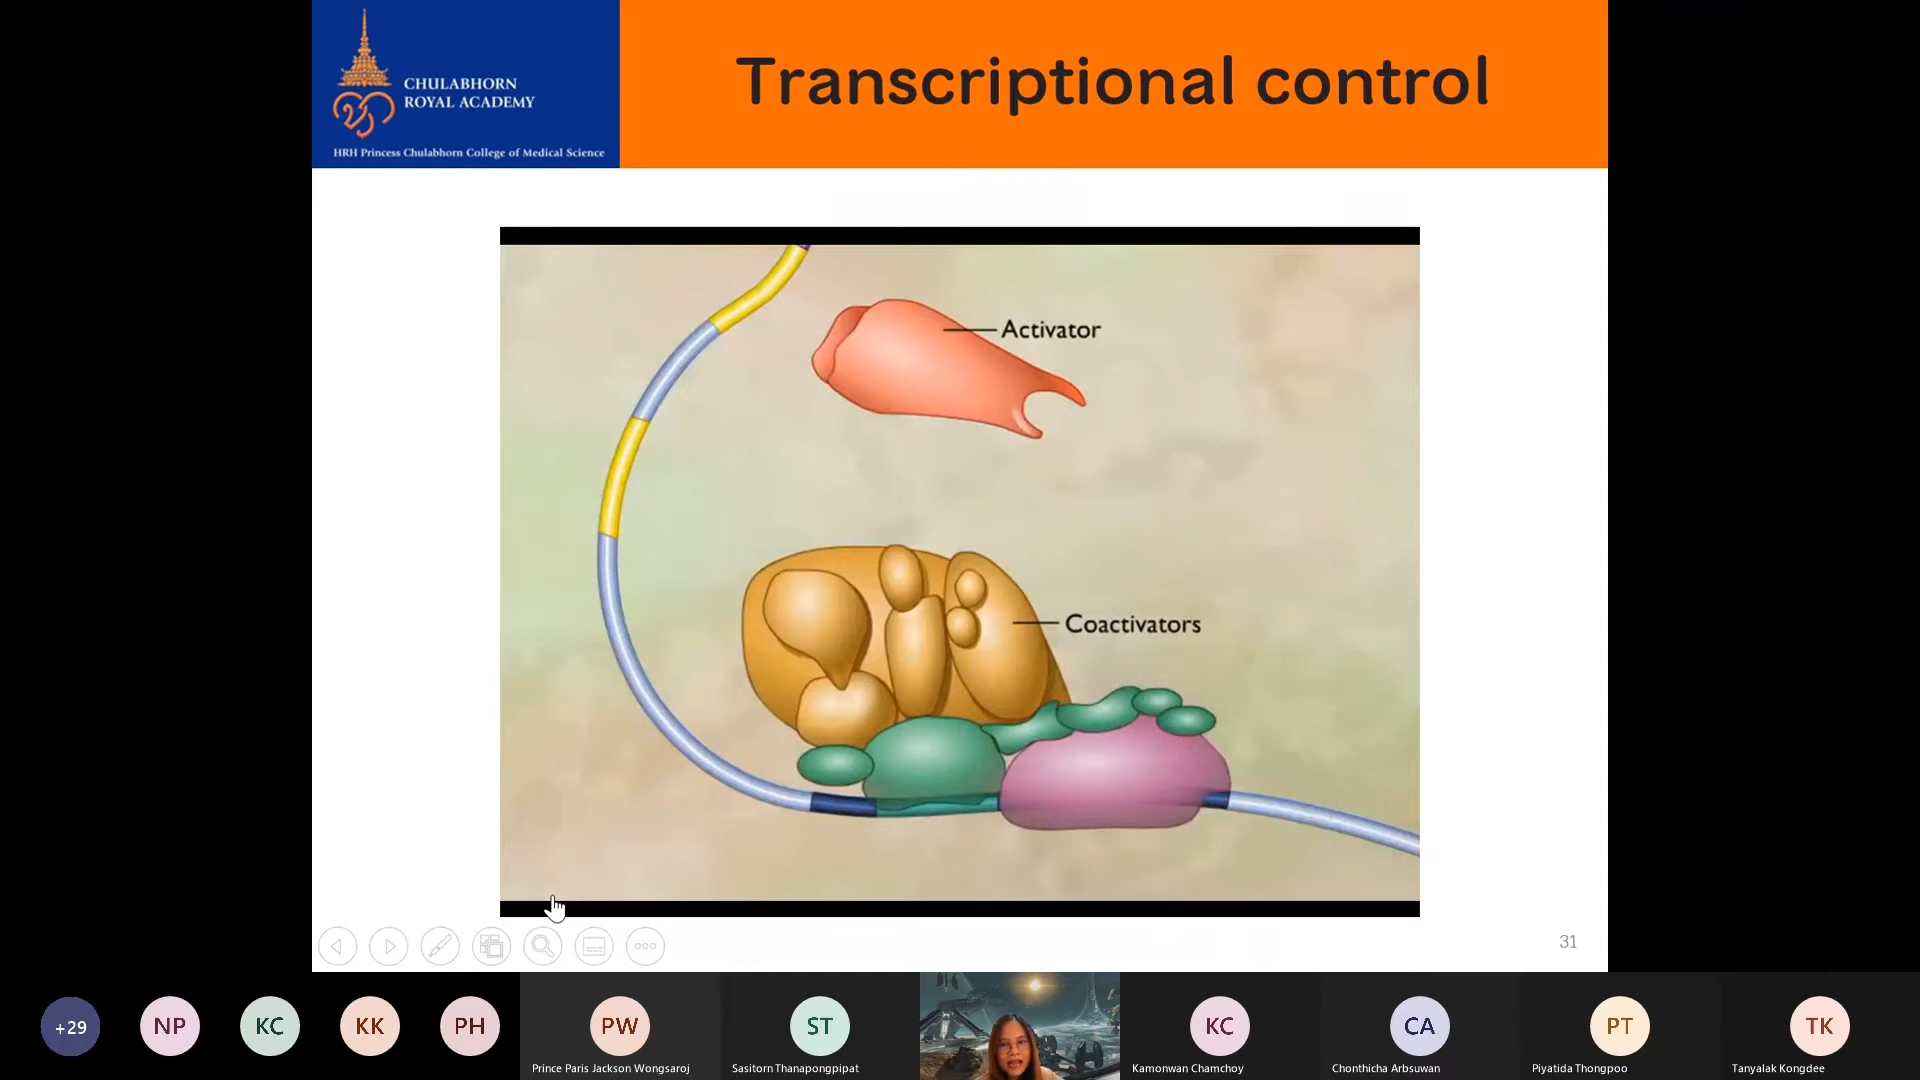 CHULABHORN
ROYAL ACADEMY
HRH Princess Chulabhorn College of Medical Science
Transcriptional control
Activator
Coactivators
31
+29
NP
KC
KK
PH
PW
Prince Paris Jackson Wongsaroj
ST
Sasitorn Thanapongpipat
KC
Kamonwan Chamchoy
CA
Chonthicha Arbsuwan
PT
Piyatida Thongpoo
TK
Tanyalak Kongdee